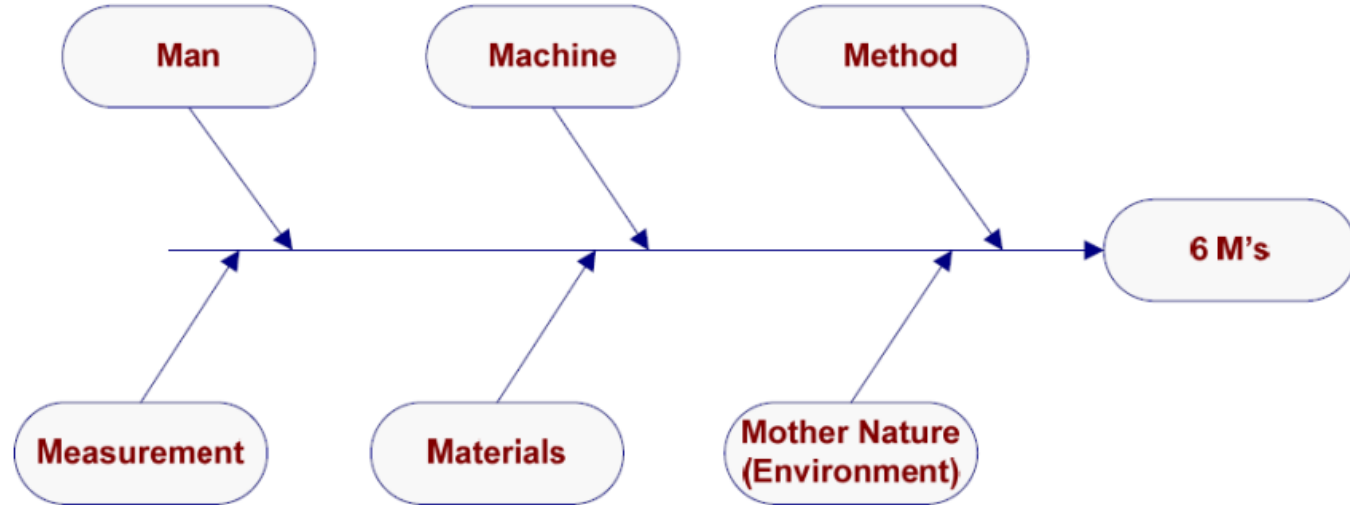 Man
Machine
Method
6 M’s
Measurement
Materials
Mother Nature
(Environment)